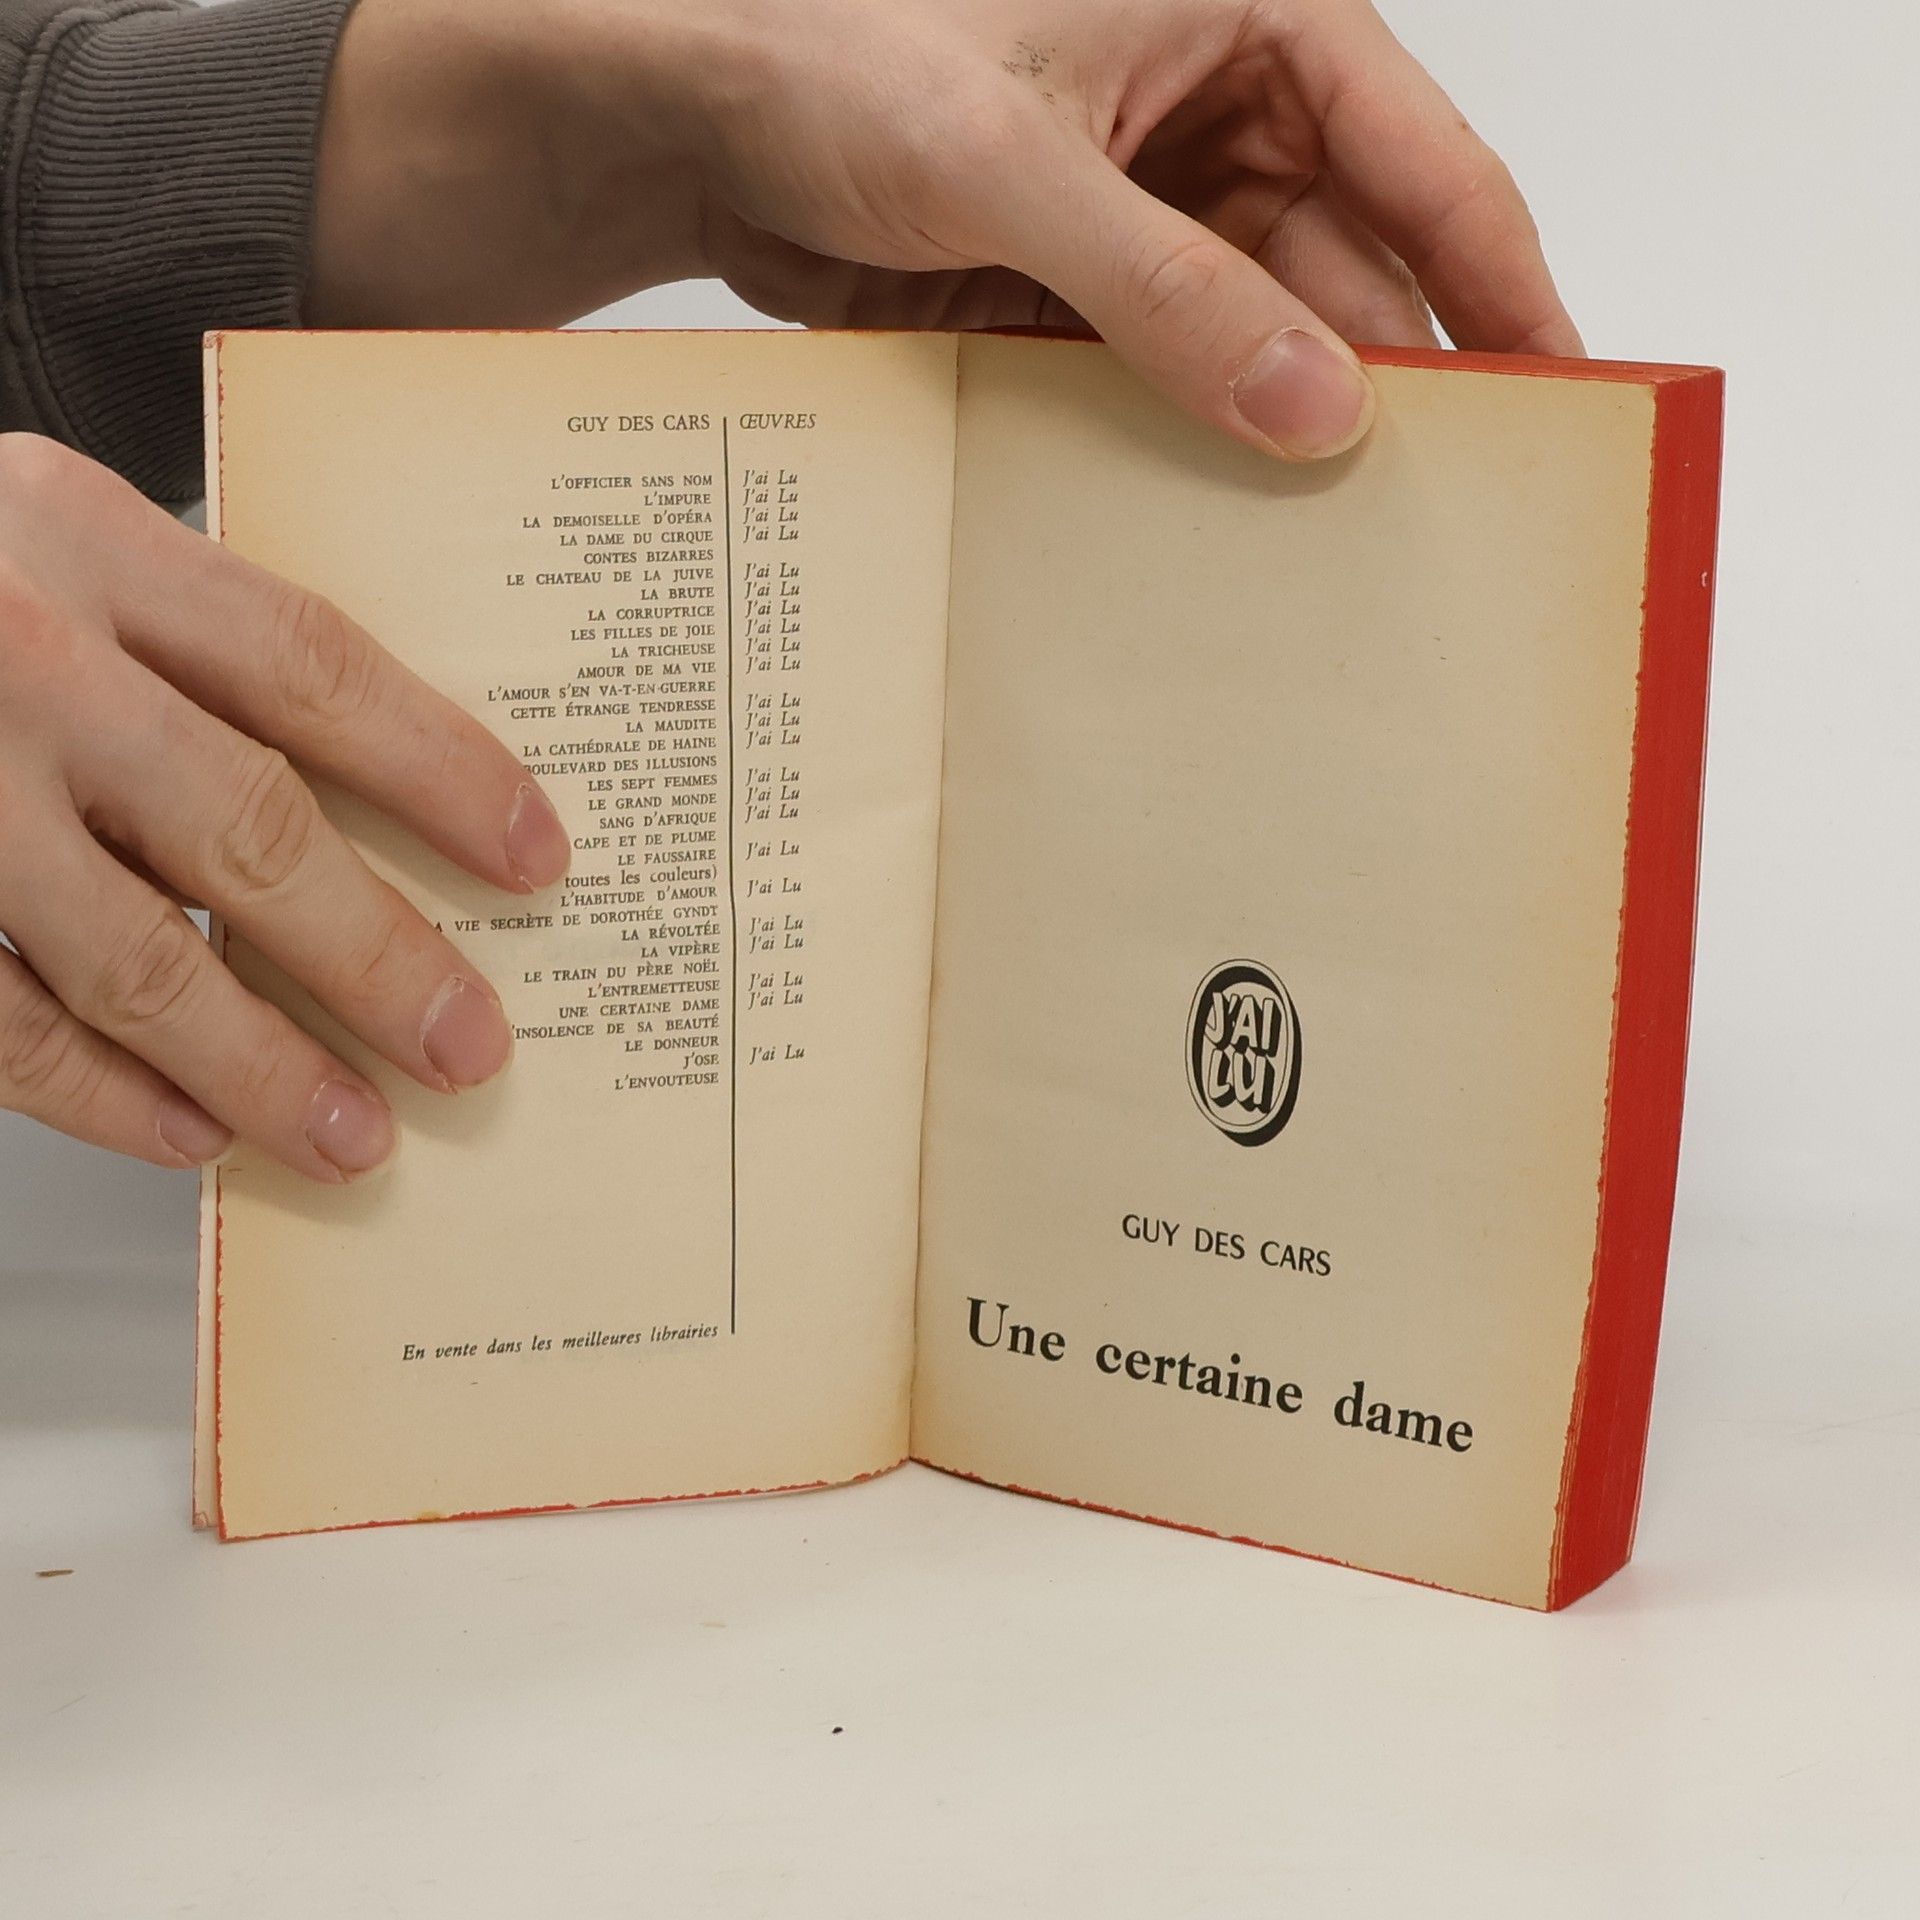 GUY DES CARS ŒUVRES
L'OFFICIER SANS NOM J'ai Lu
L'IMPURE J'ai Lu
LA DEMOISELLE D'OPÉRA J'ai Lu
LA DAME DU CIRQUE J'ai Lu
CONTES BIZARRES
LE CHATEAU DE LA JUIVE J'ai Lu
LA BRUTE J'ai Lu
LA CORRUPTRICE J'ai Lu
LES FILLES DE JOIE J'ai Lu
LA TRICHEUSE J'ai Lu
AMOUR DE MA VIE J'ai Lu
L'AMOUR S'EN VA-T-EN-GUERRE
CETTE ÉTRANGE TENDRESSE J'ai Lu
LA MAUDITE J'ai Lu
LA CATHÉDRALE DE HAINE J'ai Lu
BOULEVARD DES ILLUSIONS
LES SEPT FEMMES J'ai Lu
LE GRAND MONDE J'ai Lu
SANG D'AFRIQUE J'ai Lu
CAPE ET DE PLUME
LE FAUSSAIRE J'ai Lu
toutes les couleurs)
L'HABITUDE D'AMOUR J'ai Lu
A VIE SECRÈTE DE DOROTHÉE GYNDT
LA RÉVOLTÉE J'ai Lu
LA VIPÈRE J'ai Lu
LE TRAIN DU PÈRE NOËL
L'ENTREMETTEUSE J'ai Lu
UNE CERTAINE DAME J'ai Lu
'INSOLENCE DE SA BEAUTÉ
LE DONNEUR
J'OSE J'ai Lu
L'ENVOUTEUSE
En vente dans les meilleures librairies
J'AI
LU
GUY DES CARS
Une certaine dame